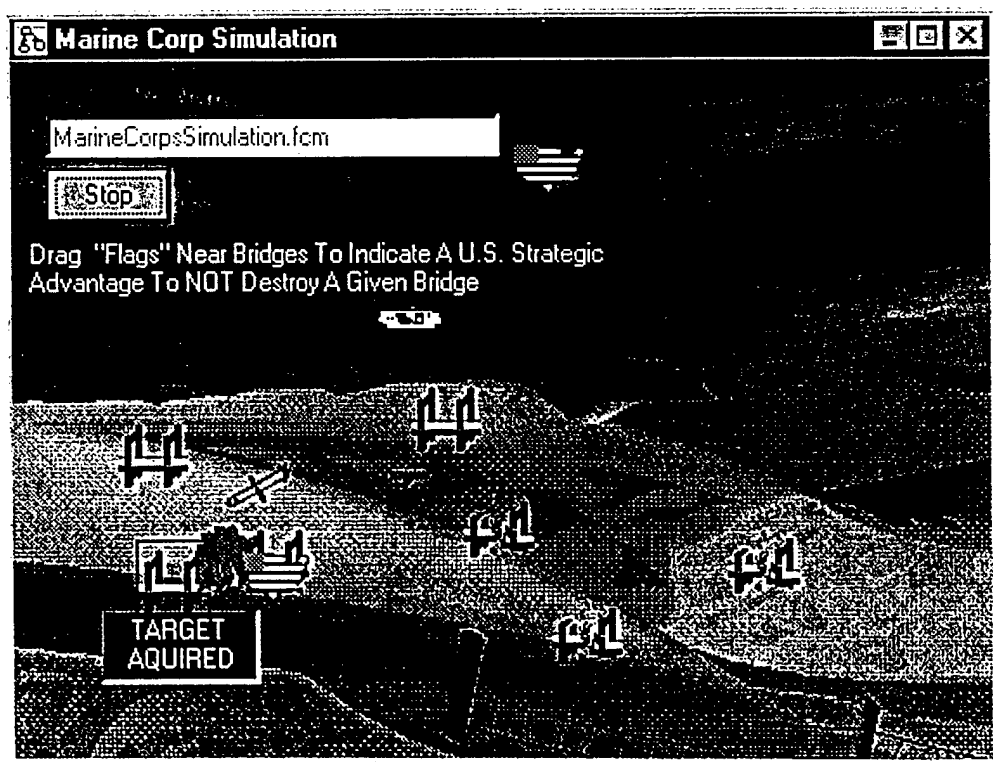 Marine Corp Simulation
MarineCorpsSimulation.fcm
Stop
Drag "Flags" Near Bridges To Indicate A U.S. Strategic
Advantage To NOT Destroy A Given Bridge
TARGET
AQUIRED